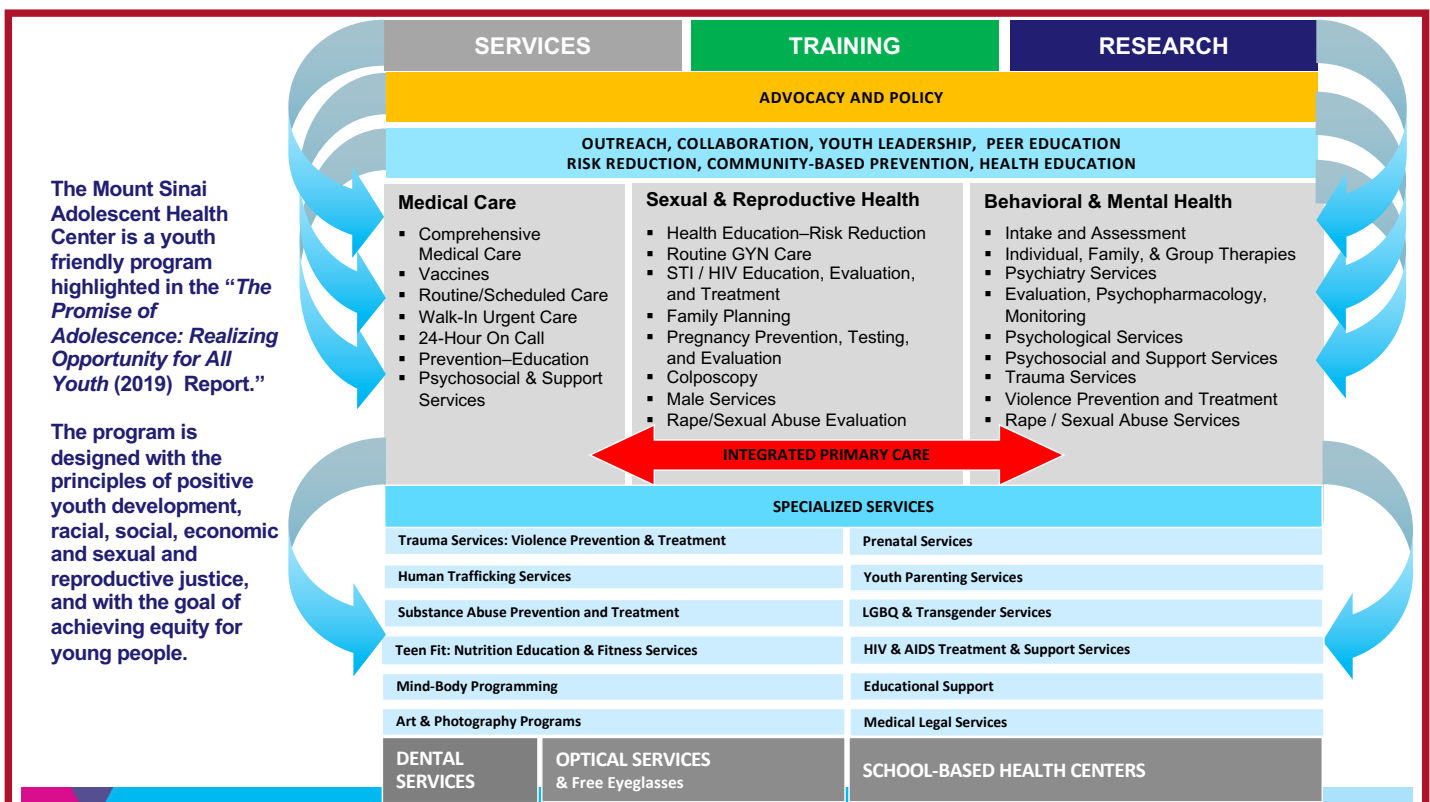 SERVICES
TRAINING
RESEARCH
ADVOCACY AND POLICY
OUTREACH, COLLABORATION, YOUTH LEADERSHIP, PEER EDUCATION
RISK REDUCTION, COMMUNITY-BASED PREVENTION, HEALTH EDUCATION
The Mount Sinai
Adolescent Health
Center is a youth
friendly program
highlighted in the “The
Promise of
Adolescence: Realizing
Opportunity for All
Youth (2019) Report.”
The program is
designed with the
principles of positive
youth development,
racial, social, economic
and sexual and
reproductive justice,
and with the goal of
achieving equity for
young people.
Medical Care
▪ Comprehensive
Medical Care
▪ Vaccines
▪ Routine/Scheduled Care
▪ Walk-In Urgent Care
▪ 24-Hour On Call
▪ Prevention–Education
▪ Psychosocial & Support
Services
Sexual & Reproductive Health
▪ Health Education–Risk Reduction
▪ Routine GYN Care
▪ STI / HIV Education, Evaluation,
and Treatment
▪ Family Planning
▪ Pregnancy Prevention, Testing,
and Evaluation
▪ Colposcopy
▪ Male Services
▪ Rape/Sexual Abuse Evaluation
Behavioral & Mental Health
▪ Intake and Assessment
▪ Individual, Family, & Group Therapies
▪ Psychiatry Services
▪ Evaluation, Psychopharmacology,
Monitoring
▪ Psychological Services
▪ Psychosocial and Support Services
▪ Trauma Services
▪ Violence Prevention and Treatment
▪ Rape / Sexual Abuse Services
INTEGRATED PRIMARY CARE
SPECIALIZED SERVICES
Trauma Services: Violence Prevention & Treatment
Prenatal Services
Human Trafficking Services
Youth Parenting Services
Substance Abuse Prevention and Treatment
LGBQ & Transgender Services
Teen Fit: Nutrition Education & Fitness Services
HIV & AIDS Treatment & Support Services
Mind-Body Programming
Educational Support
Art & Photography Programs
Medical Legal Services
DENTAL
SERVICES
OPTICAL SERVICES
& Free Eyeglasses
SCHOOL-BASED HEALTH CENTERS